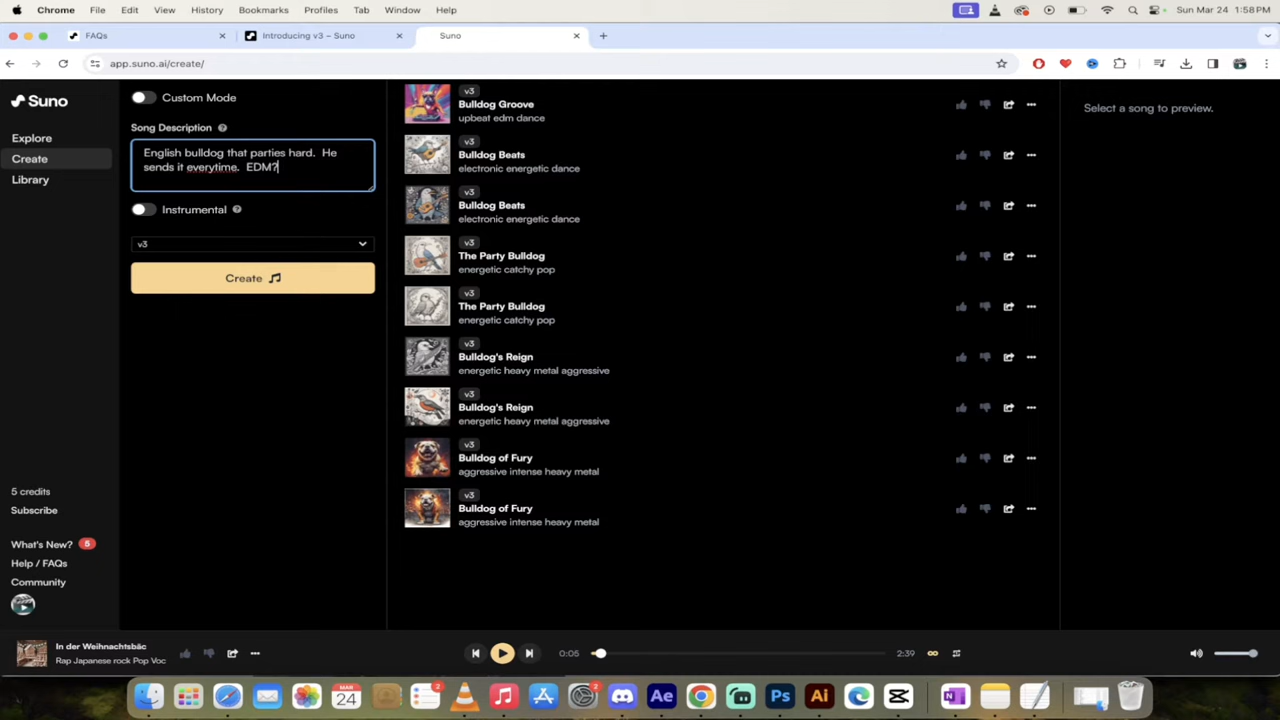 Chrome File Edit View History Bookmarks Profiles Tab Window Help
Sun Mar 24 1:58 PM
FAQs
Introducing v3 – Suno
Suno
app.suno.ai/create/
Suno
Explore
Create
Library
5 credits
Subscribe
What's New? 5
Help / FAQs
Community
Custom Mode
Song Description
English bulldog that parties hard. He
sends it everytime. EDM?
Instrumental
v3
Create
v3
Bulldog Groove
upbeat edm dance
v3
Bulldog Beats
electronic energetic dance
v3
Bulldog Beats
electronic energetic dance
v3
The Party Bulldog
energetic catchy pop
v3
The Party Bulldog
energetic catchy pop
v3
Bulldog's Reign
energetic heavy metal aggressive
v3
Bulldog's Reign
energetic heavy metal aggressive
v3
Bulldog of Fury
aggressive intense heavy metal
v3
Bulldog of Fury
aggressive intense heavy metal
Select a song to preview.
In der Weihnachtsbäc
Rap Japanese rock Pop Voc
0:05
2:39
2
MAR
24
2
Ae
Ps
Ai
N